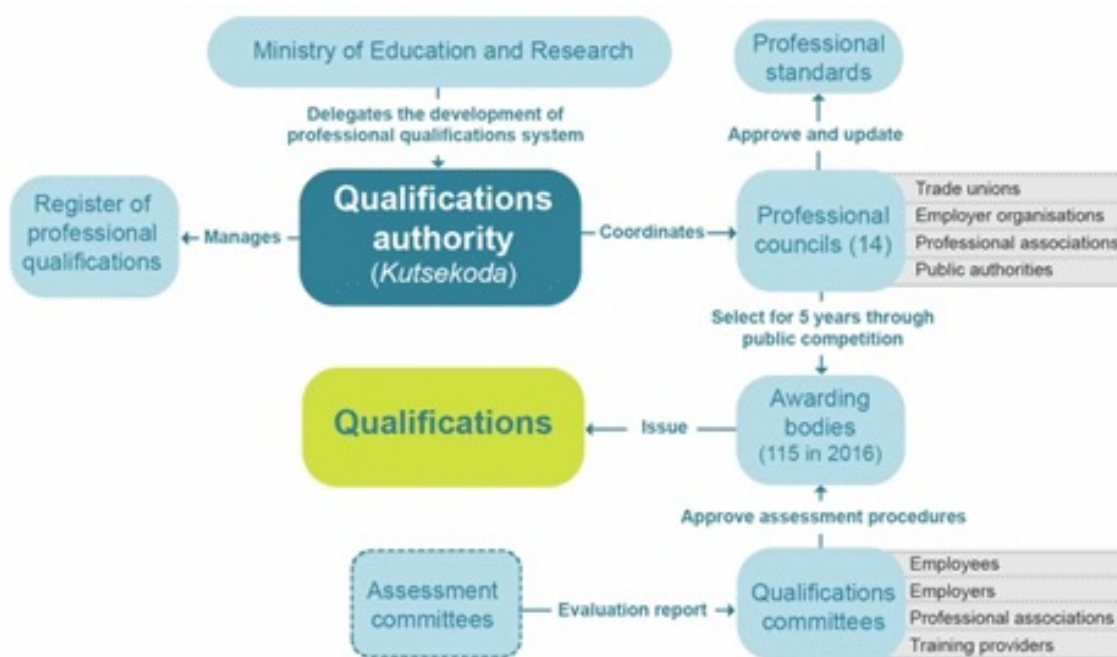 Ministry of Education and Research
Professional
standards
Delegates the development of
professional qualifications system
Approve and update
Register of
professional
qualifications
Manages
Qualifications
authority
(Kutsekoda)
Coordinates
Professional
councils (14)
Trade unions
Employer organisations
Professional associations
Public authorities
Select for 5 years through
public competition
Qualifications
Issue
Awarding
bodies
(115 in 2016)
Approve assessment procedures
Assessment
committees
Evaluation report
Qualifications
committees
Employees
Employers
Professional associations
Training providers